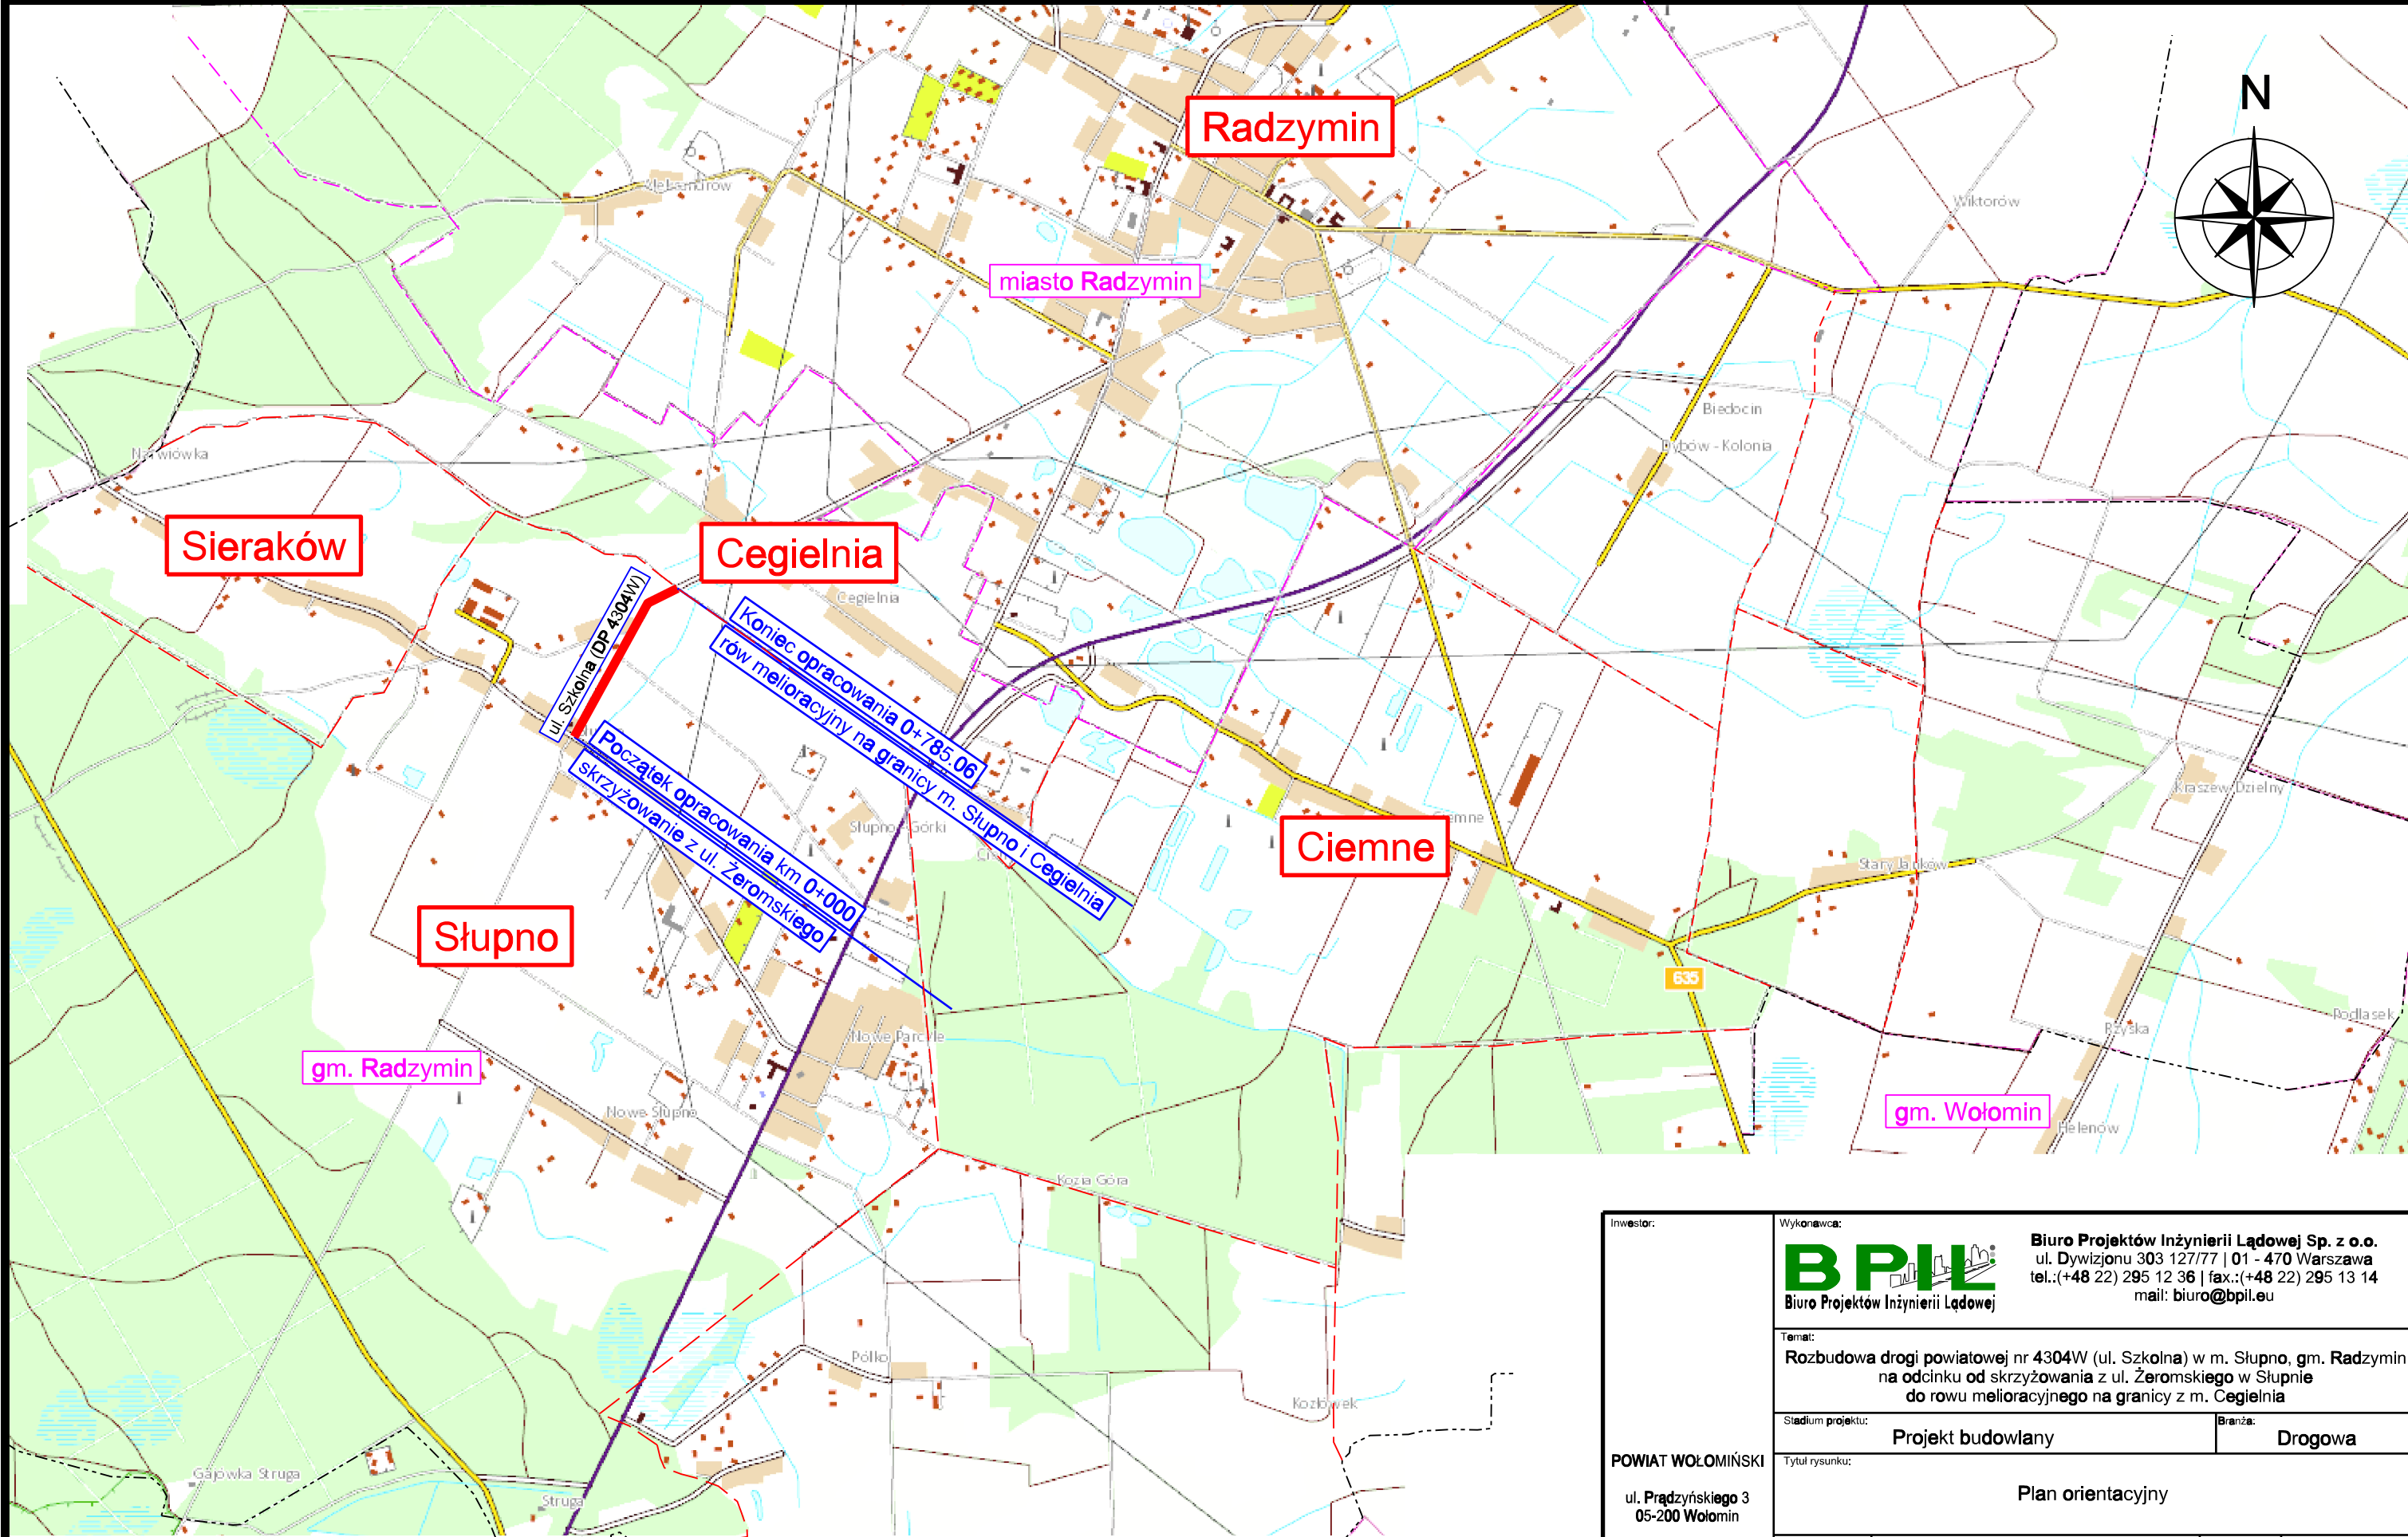 N
Radzymin
Aleksandrów
Wiktorów
miasto Radzymin
Biedocin
Dybów - Kolonia
Narwiówka
Sieraków
Cegielnia
Cegielnia
ul. Szkolna (DP 4304W)
Koniec opracowania 0+785.06
rów melioracyjny na granicy m. Słupno i Cegielnia
Początek opracowania km 0+000
skrzyżowanie z ul. Żeromskiego
Kraszew-Dzielny
Słupno Górki
Ciemne
Ciemne
Stary Janków
Słupno
635
Podlasek
Rżyska
Nowe Parcele
gm. Radzymin
Nowe Słupno
gm. Wołomin
Helenów
Kozia Góra
Pólko
Kozłówek
Gajówka Struga
Struga
Inwestor:
POWIAT WOŁOMIŃSKI
ul. Prądzyńskiego 3
05-200 Wołomin
Wykonawca:
BPIL
Biuro Projektów Inżynierii Lądowej
Biuro Projektów Inżynierii Lądowej Sp. z o.o.
ul. Dywizjonu 303 127/77 | 01 - 470 Warszawa
tel.:(+48 22) 295 12 36 | fax.:(+48 22) 295 13 14
mail: biuro@bpil.eu
Temat:
Rozbudowa drogi powiatowej nr 4304W (ul. Szkolna) w m. Słupno, gm. Radzymin
na odcinku od skrzyżowania z ul. Żeromskiego w Słupnie
do rowu melioracyjnego na granicy z m. Cegielnia
Stadium projektu:
Projekt budowlany
Branża:
Drogowa
Tytuł rysunku:
Plan orientacyjny